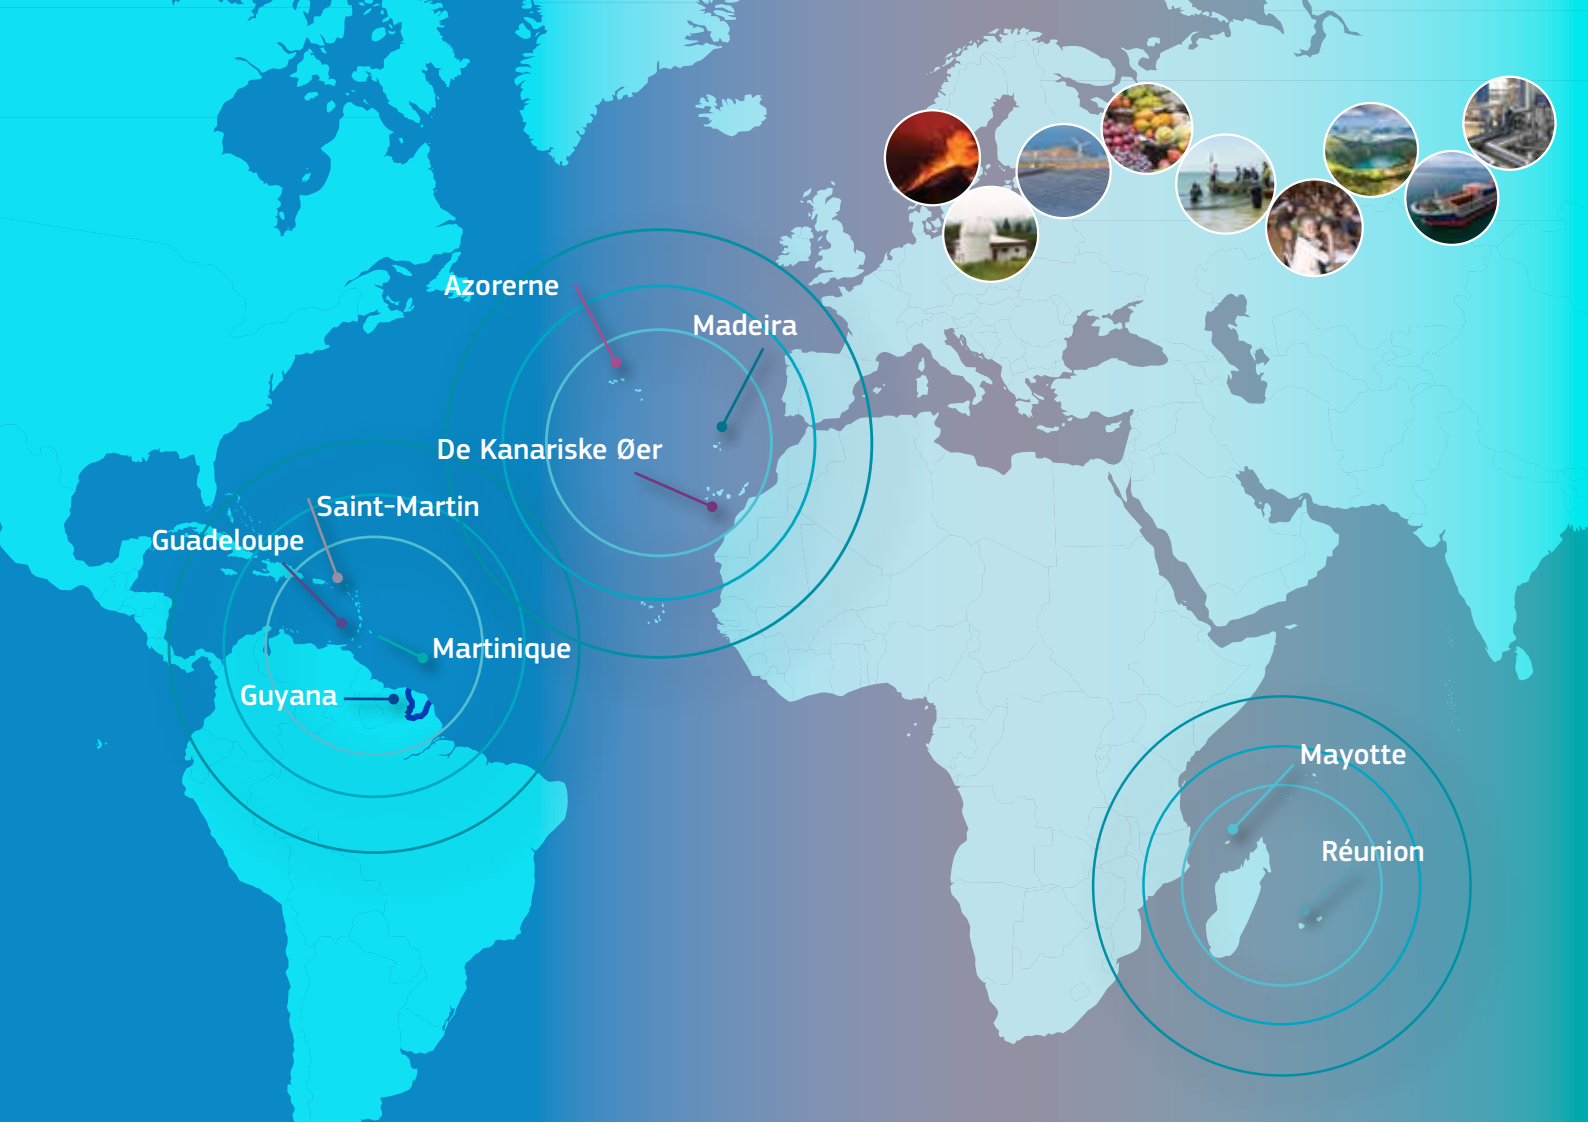 Azorerne
Madeira
De Kanariske Øer
Saint-Martin
Guadeloupe
Martinique
Guyana
Mayotte
Réunion